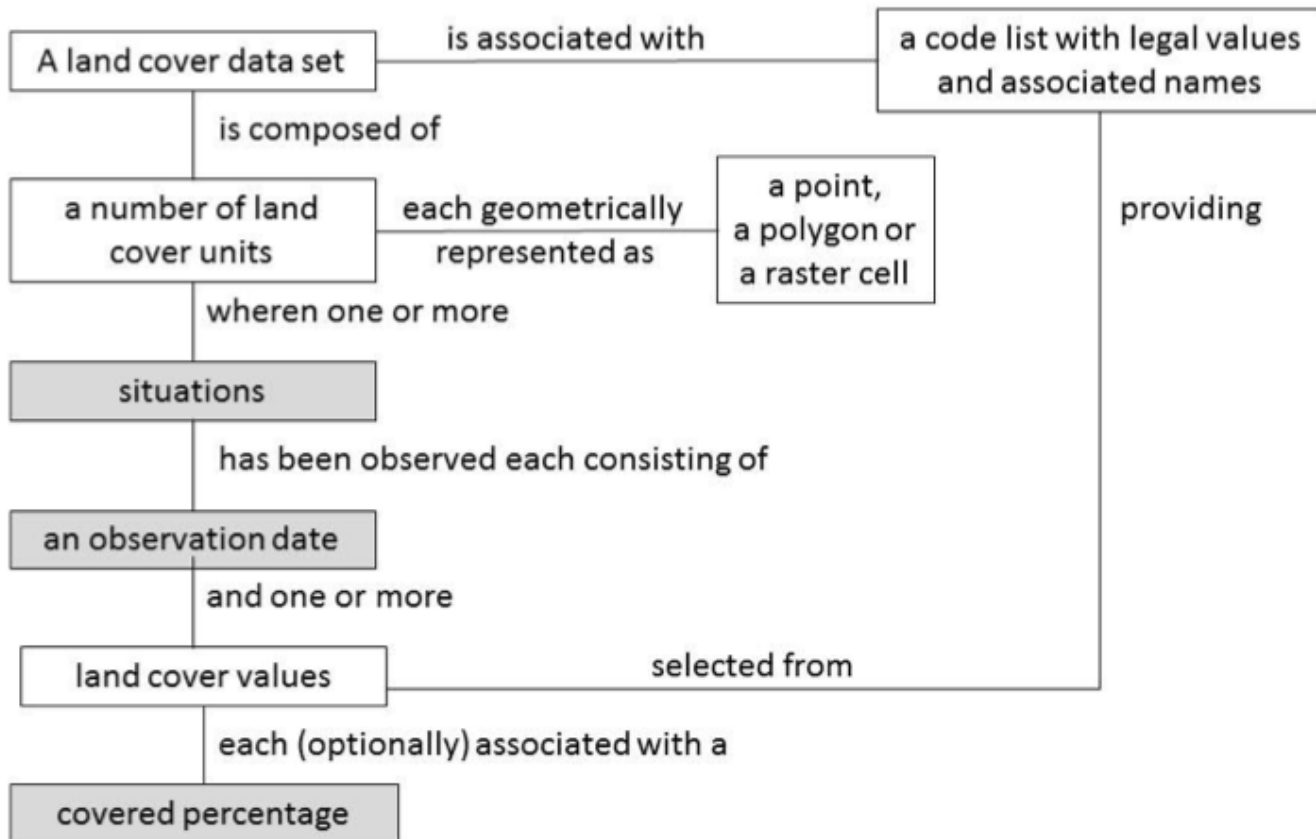 A land cover data set
is associated with
a code list with legal values
and associated names
is composed of
a number of land
cover units
each geometrically
represented as
a point,
a polygon or
a raster cell
providing
wheren one or more
situations
has been observed each consisting of
an observation date
and one or more
land cover values
selected from
each (optionally) associated with a
covered percentage